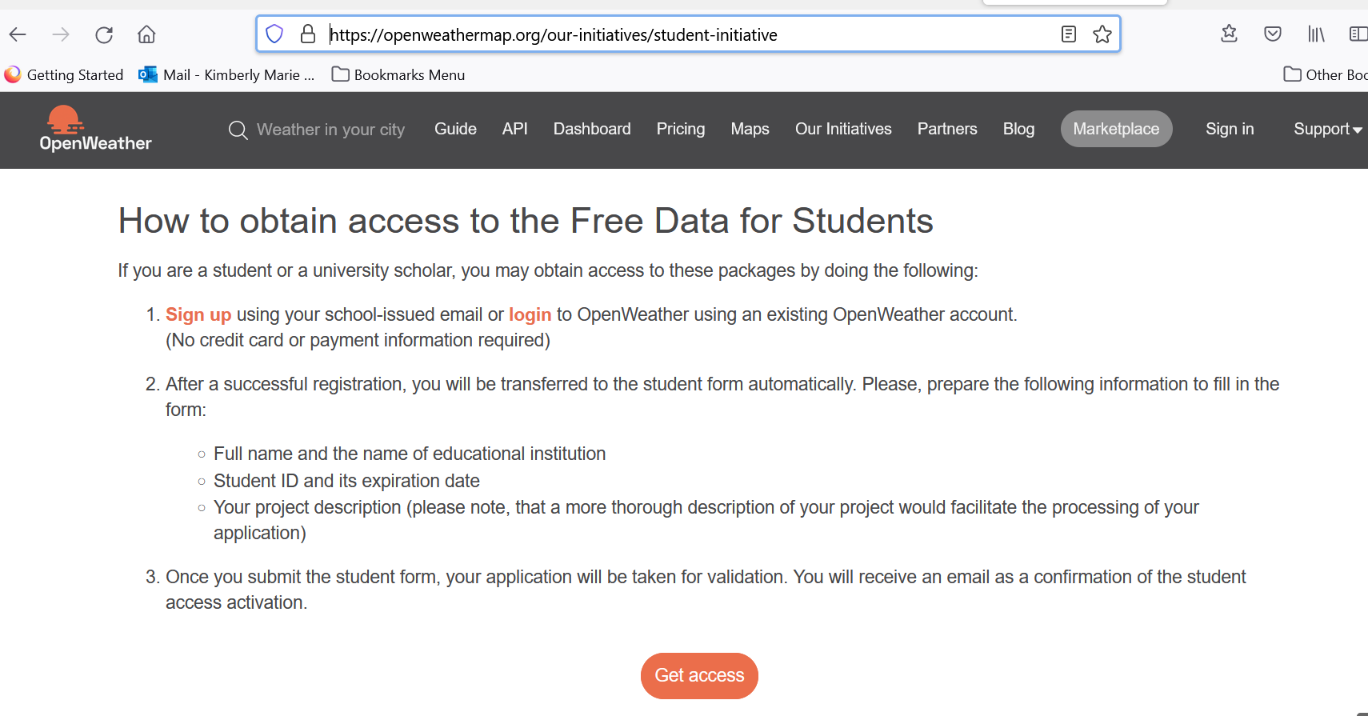 https://openweathermap.org/our-initiatives/student-initiative
Getting Started Mail - Kimberly Marie ... Bookmarks Menu Other
OpenWeather Weather in your city Guide API Dashboard Pricing Maps Our Initiatives Partners Blog Marketplace Sign in Support
How to obtain access to the Free Data for Students
If you are a student or a university scholar, you may obtain access to these packages by doing the following:
1. Sign up using your school-issued email or login to OpenWeather using an existing OpenWeather account.
(No credit card or payment information required)
2. After a successful registration, you will be transferred to the student form automatically. Please, prepare the following information to fill in the
form:
○ Full name and the name of educational institution
○ Student ID and its expiration date
○ Your project description (please note, that a more thorough description of your project would facilitate the processing of your
application)
3. Once you submit the student form, your application will be taken for validation. You will receive an email as a confirmation of the student
access activation.
Get access